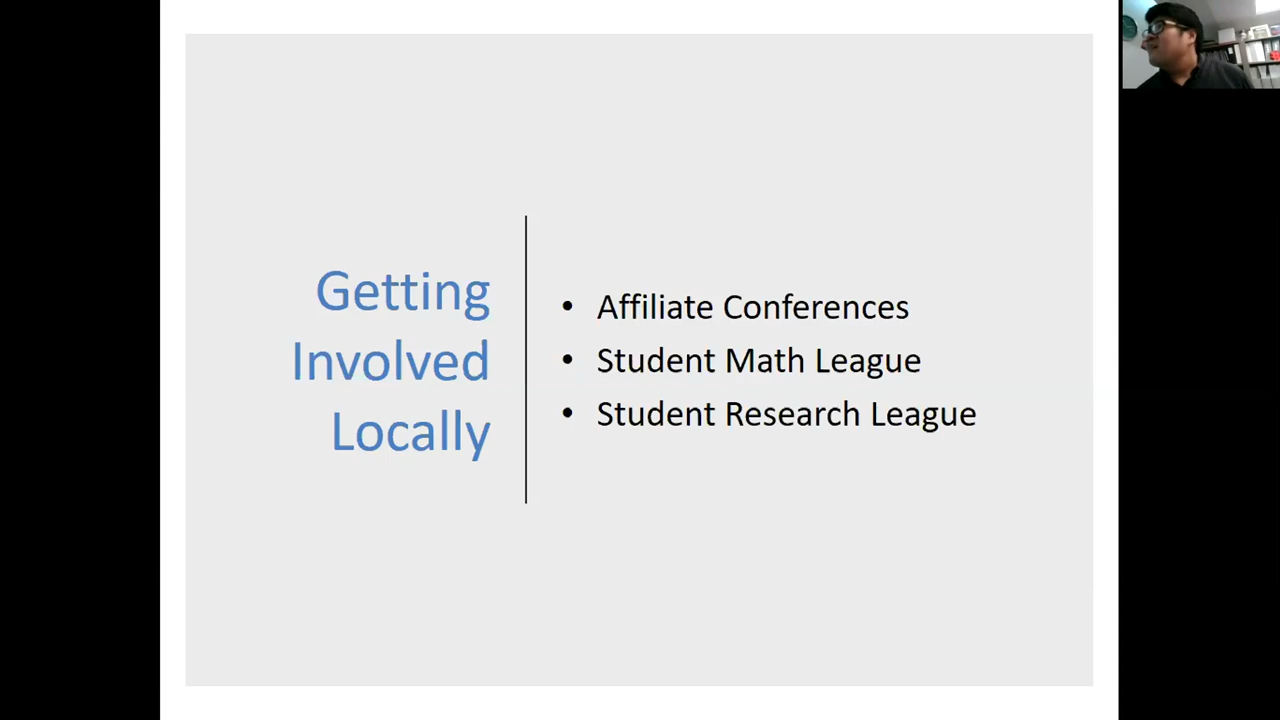 Getting
Involved
Locally
• Affiliate Conferences
• Student Math League
• Student Research League